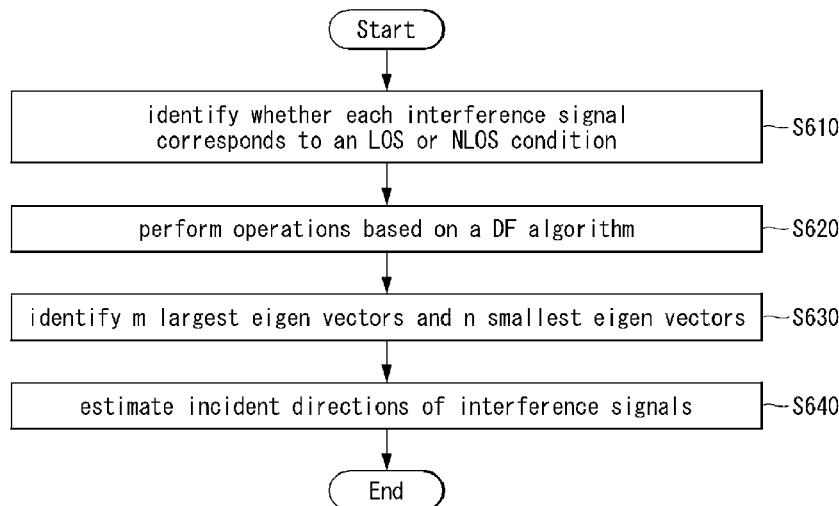 Start
identify whether each interference signal
corresponds to an LOS or NLOS condition
S610
perform operations based on a DF algorithm
S620
identify m largest eigen vectors and n smallest eigen vectors
S630
estimate incident directions of interference signals
S640
End